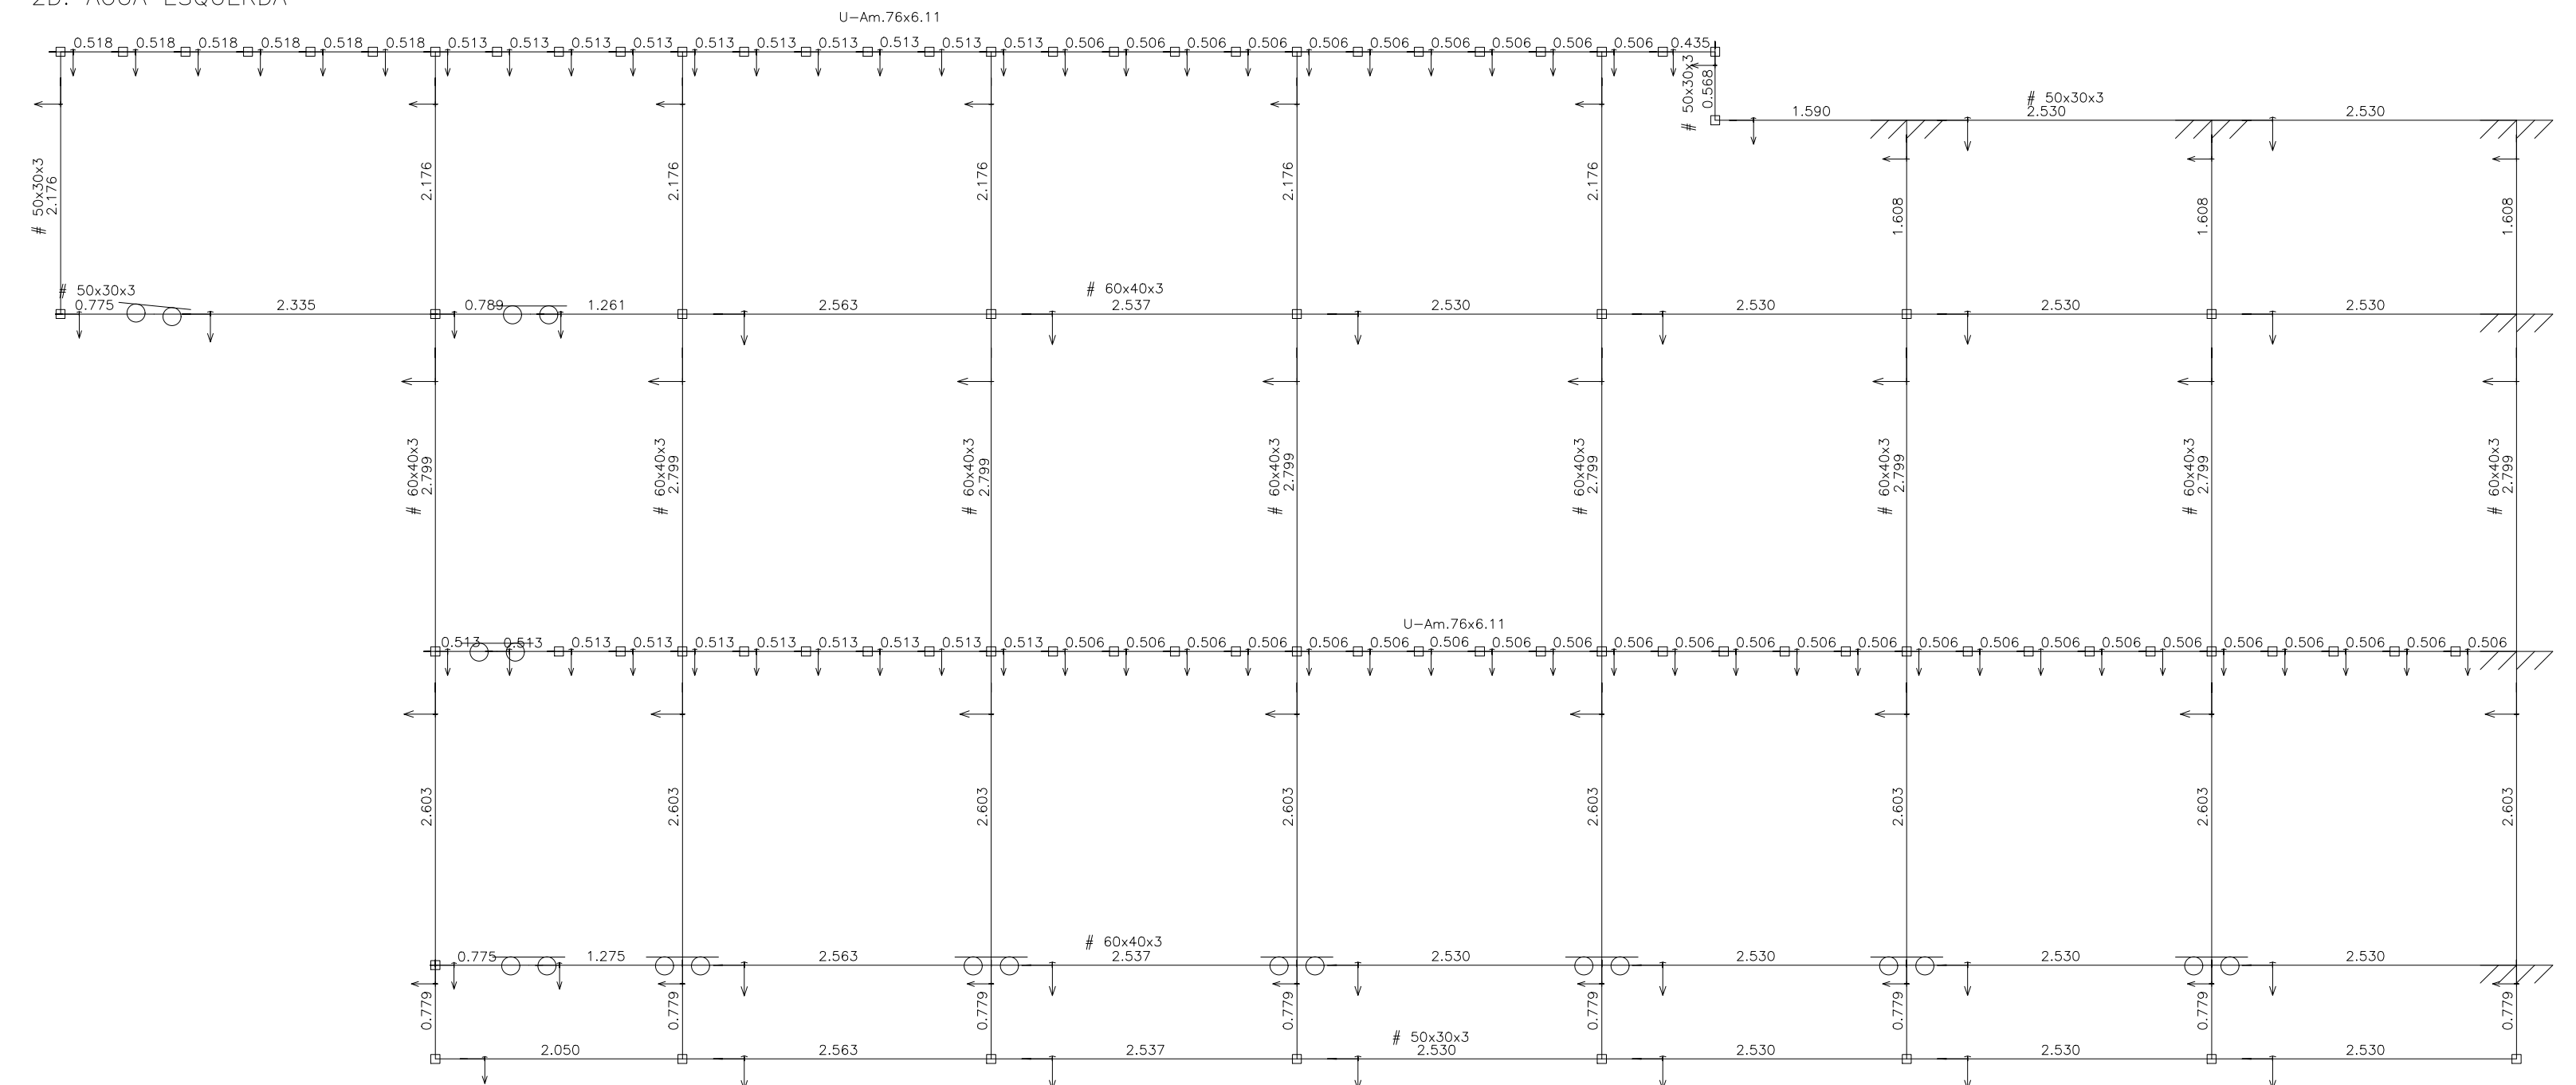 2D: AGUA ESQUERDA
U-Am.76x6.11
0.518 0.518 0.518 0.518 0.518 0.518 0.513 0.513 0.513 0.513 0.513 0.513 0.513 0.513 0.513 0.513 0.506 0.506 0.506 0.506 0.506 0.506 0.506 0.506 0.506 0.506 0.435
# 50x30x3
0.568
# 50x30x3
1.590 2.530 2.530
# 50x30x3
2.176 2.176 2.176 2.176 2.176 2.176
1.608 1.608 1.608
# 50x30x3
# 60x40x3
0.775 2.335 0.789 1.261 2.563 2.537 2.530 2.530 2.530 2.530
# 60x40x3 # 60x40x3 # 60x40x3 # 60x40x3 # 60x40x3 # 60x40x3 # 60x40x3 # 60x40x3
2.799 2.799 2.799 2.799 2.799 2.799 2.799 2.799
U-Am.76x6.11
0.513 0.513 0.513 0.513 0.513 0.513 0.513 0.513 0.513 0.513 0.506 0.506 0.506 0.506 0.506 0.506 0.506 0.506 0.506 0.506 0.506 0.506 0.506 0.506 0.506 0.506 0.506 0.506 0.506 0.506 0.506 0.506 0.506 0.506
2.603 2.603 2.603 2.603 2.603 2.603 2.603 2.603
# 60x40x3
0.775 1.275 2.563 2.537 2.530 2.530 2.530 2.530
0.779 0.779 0.779 0.779 0.779 0.779 0.779 0.779
# 50x30x3
2.050 2.563 2.537 2.530 2.530 2.530 2.530